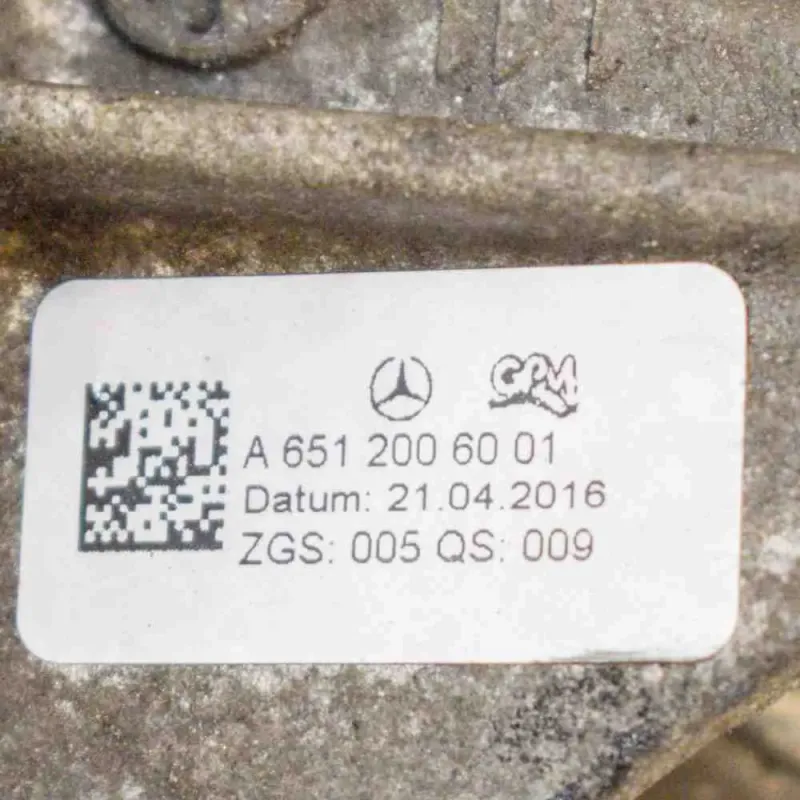 GPM
A 651 200 60 01
Datum: 21.04.2016
ZGS: 005 QS: 009